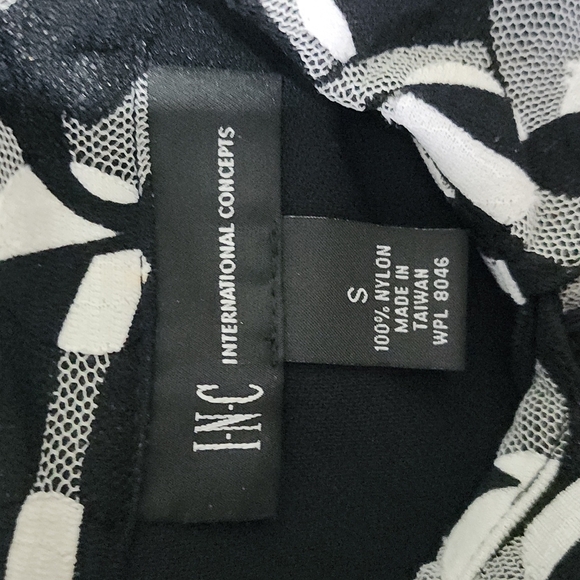 I·N·C INTERNATIONAL CONCEPTS
S
100% NYLON
MADE IN
TAIWAN
WPL 8046